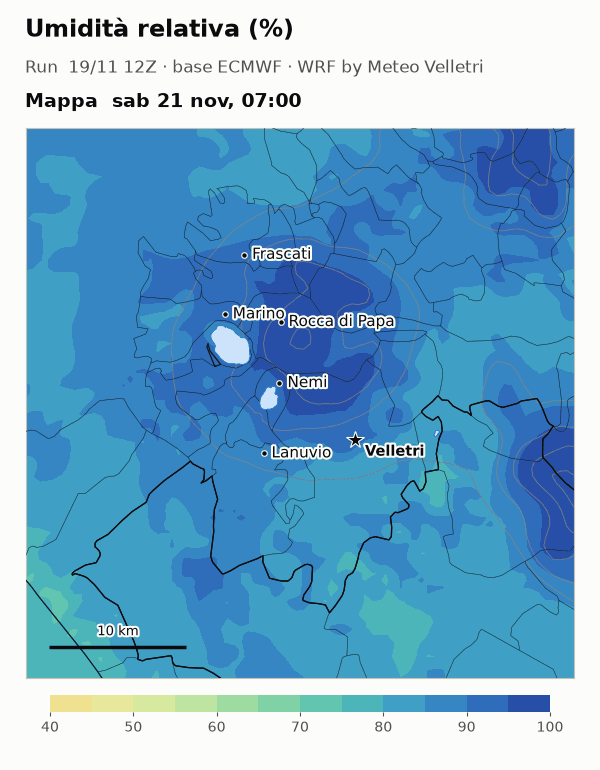 Umidità relativa (%)
Run  19/11 12Z · base ECMWF · WRF by Meteo Velletri
Mappa  sab 21 nov, 07:00
Frascati
Marino
Rocca di Papa
Nemi
Velletri
Lanuvio
10 km
40 50 60 70 80 90 100